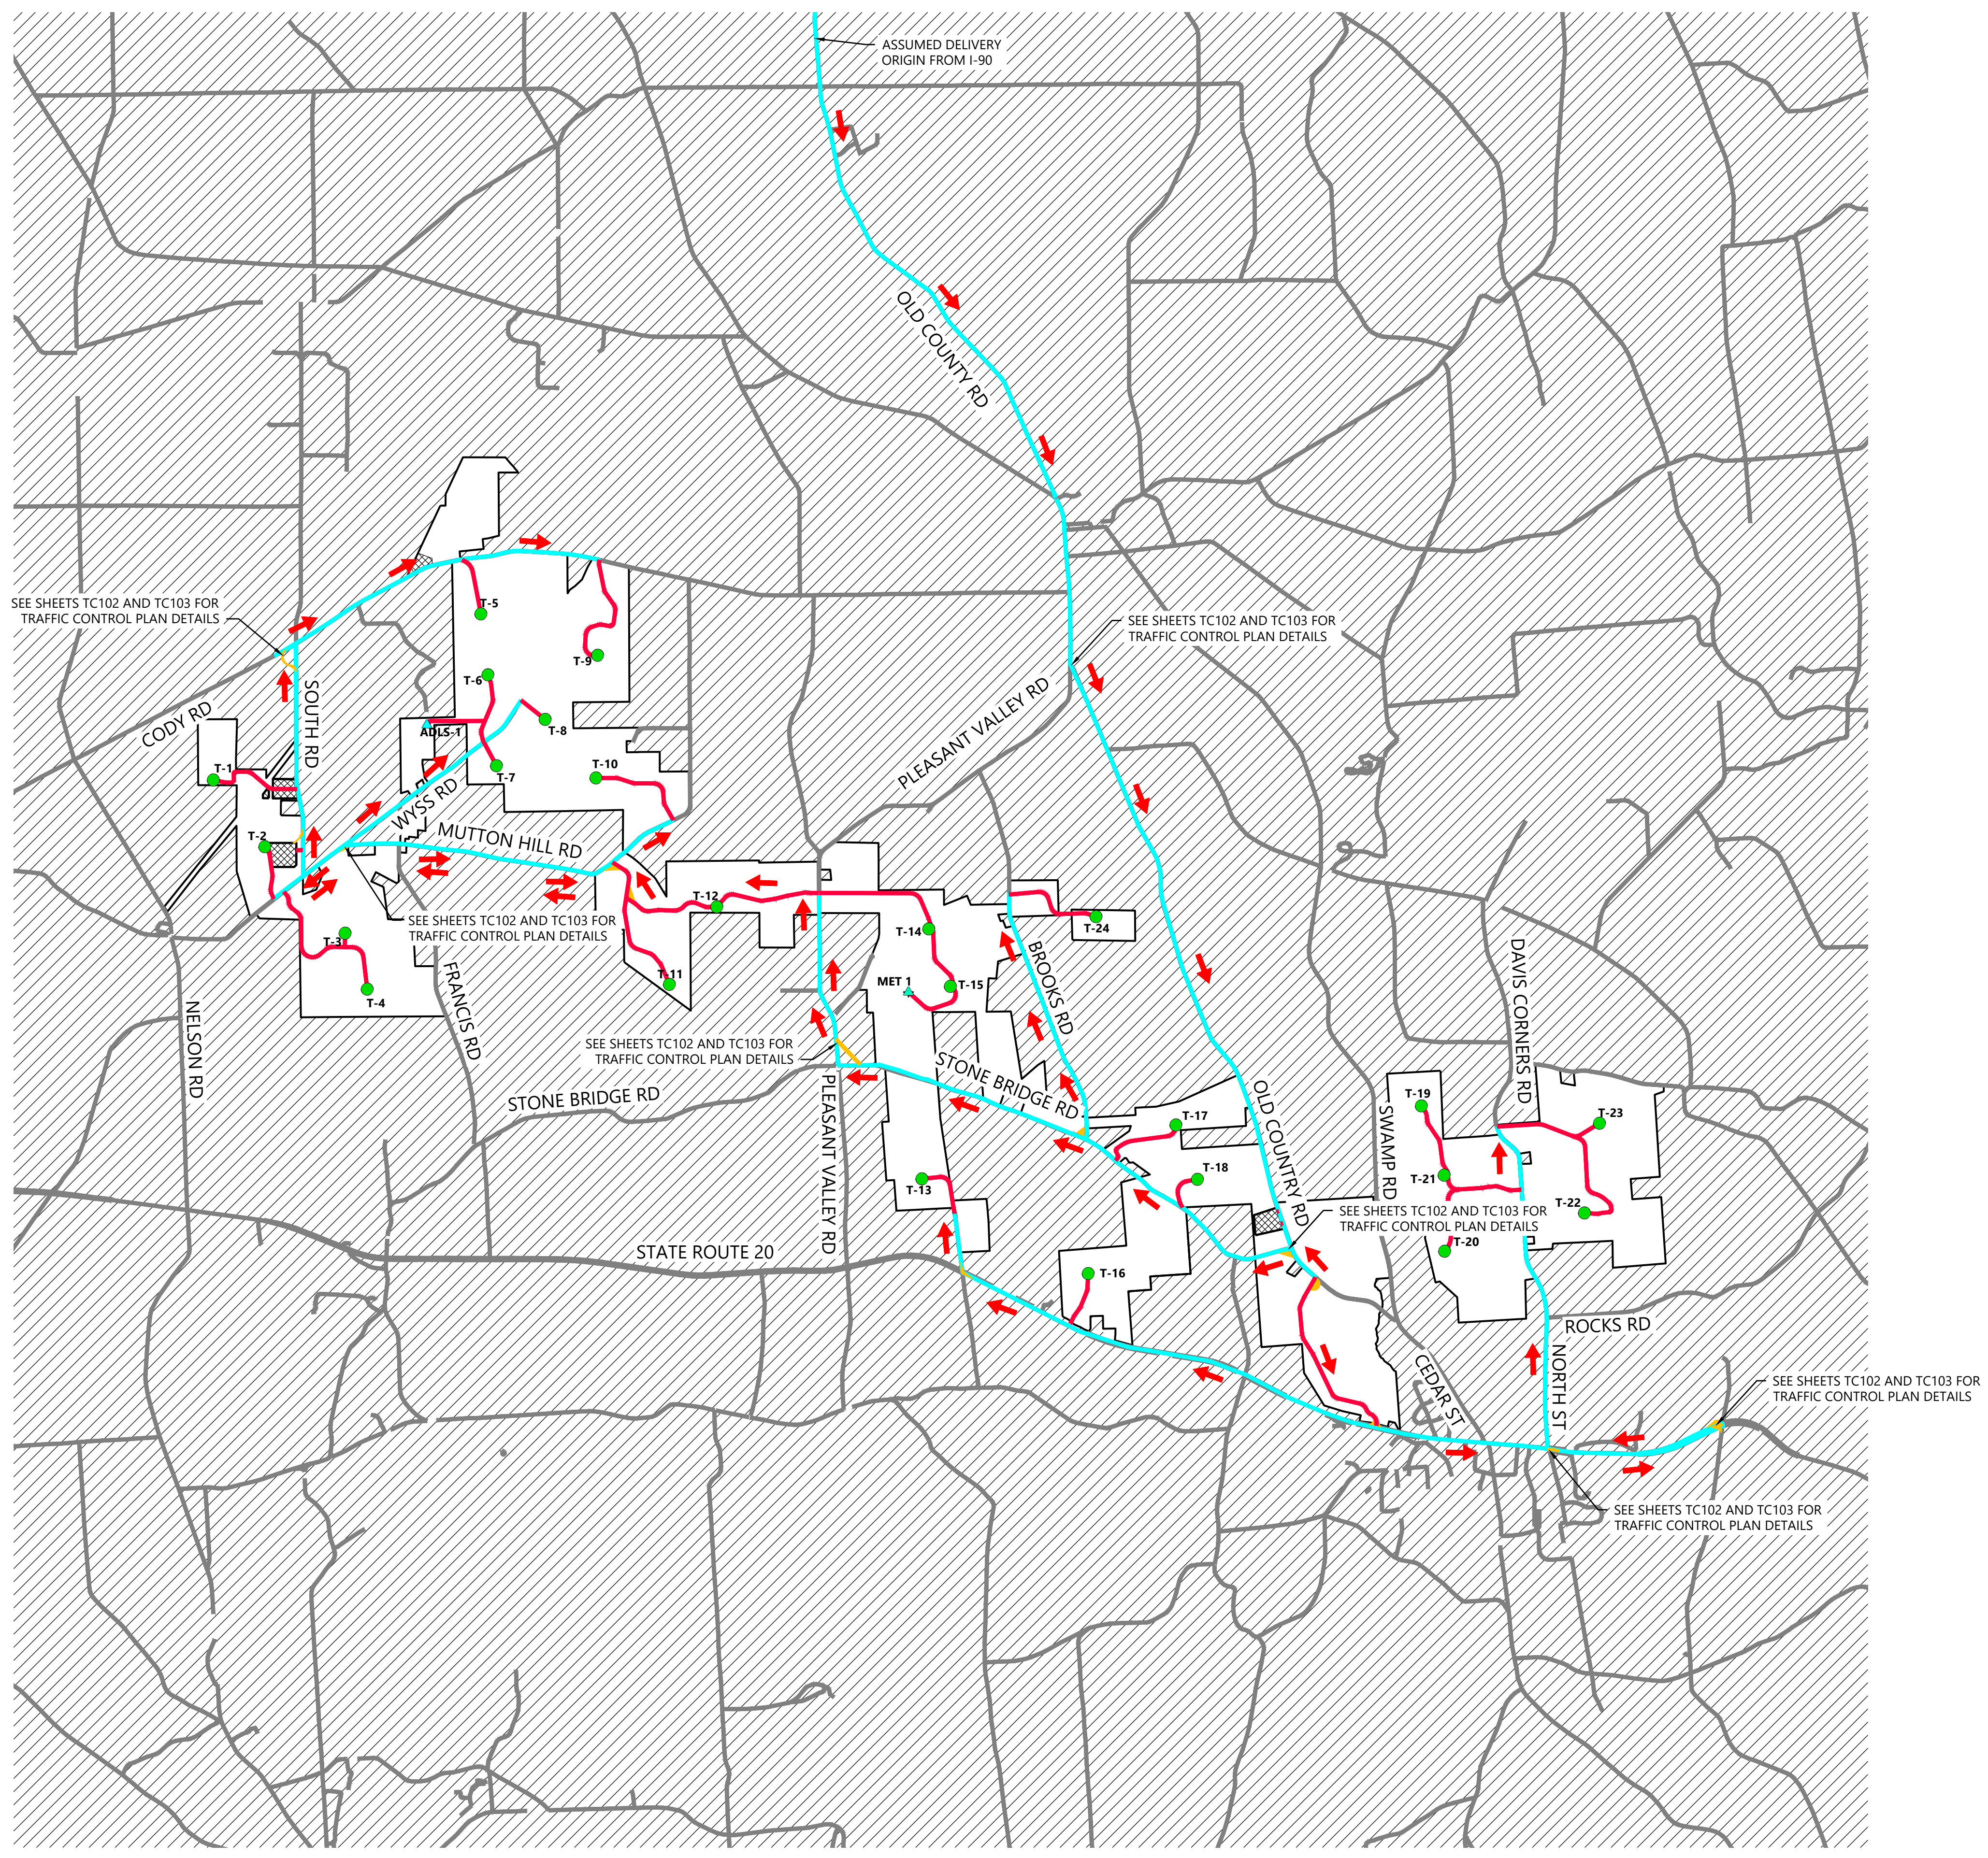 ASSUMED DELIVERY
ORIGIN FROM I-90
OLD COUNTY RD
SEE SHEETS TC102 AND TC103 FOR
TRAFFIC CONTROL PLAN DETAILS
SEE SHEETS TC102 AND TC103 FOR
TRAFFIC CONTROL PLAN DETAILS
T-5
T-9
T-6
CODY RD
SOUTH RD
PLEASANT VALLEY RD
ADLS-1
T-8
T-1
T-7
T-10
WYSS RD
T-2
MUTTON HILL RD
T-12
SEE SHEETS TC102 AND TC103 FOR
TRAFFIC CONTROL PLAN DETAILS
T-24
T-14
T-3
BROOKS RD
DAVIS CORNERS RD
T-11
MET 1
T-15
T-4
FRANCIS RD
NELSON RD
SEE SHEETS TC102 AND TC103 FOR
TRAFFIC CONTROL PLAN DETAILS
STONE BRIDGE RD
STONE BRIDGE RD
PLEASANT VALLEY RD
OLD COUNTRY RD
SWAMP RD
T-19
T-17
T-23
T-18
T-21
T-13
T-22
SEE SHEETS TC102 AND TC103 FOR
TRAFFIC CONTROL PLAN DETAILS
T-20
STATE ROUTE 20
T-16
ROCKS RD
CEDAR ST
NORTH ST
SEE SHEETS TC102 AND TC103 FOR
TRAFFIC CONTROL PLAN DETAILS
SEE SHEETS TC102 AND TC103 FOR
TRAFFIC CONTROL PLAN DETAILS